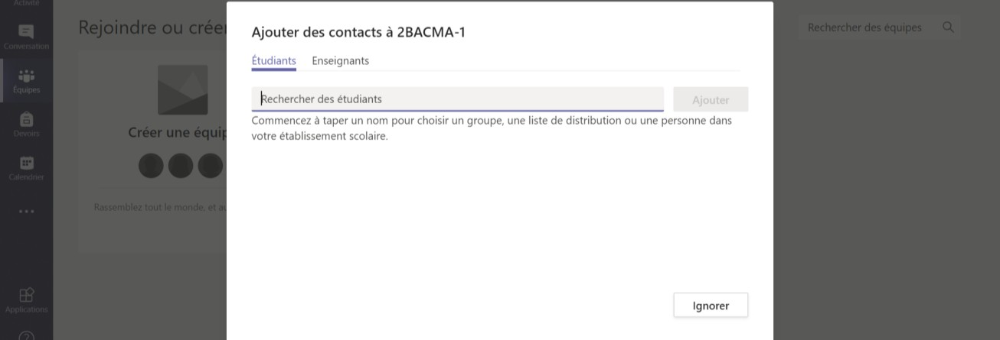 Activité
Conversation
Équipes
Devoirs
Calendrier
Applications
Rejoindre ou créer
Créer une équip
Rassemblez tout le monde, et au
Ajouter des contacts à 2BACMA-1
Étudiants Enseignants
Rechercher des étudiants
Ajouter
Commencez à taper un nom pour choisir un groupe, une liste de distribution ou une personne dans
votre établissement scolaire.
Ignorer
Rechercher des équipes